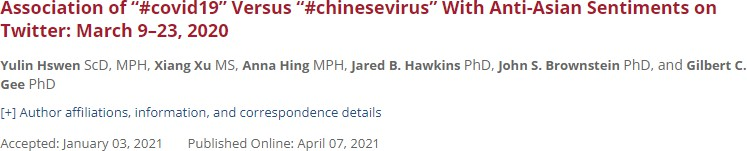 Association of “#covid19” Versus “#chinesevirus” With Anti-Asian Sentiments on
Twitter: March 9–23, 2020
Yulin Hswen ScD, MPH, Xiang Xu MS, Anna Hing MPH, Jared B. Hawkins PhD, John S. Brownstein PhD, and Gilbert C.
Gee PhD
[+] Author affiliations, information, and correspondence details
Accepted: January 03, 2021 Published Online: April 07, 2021